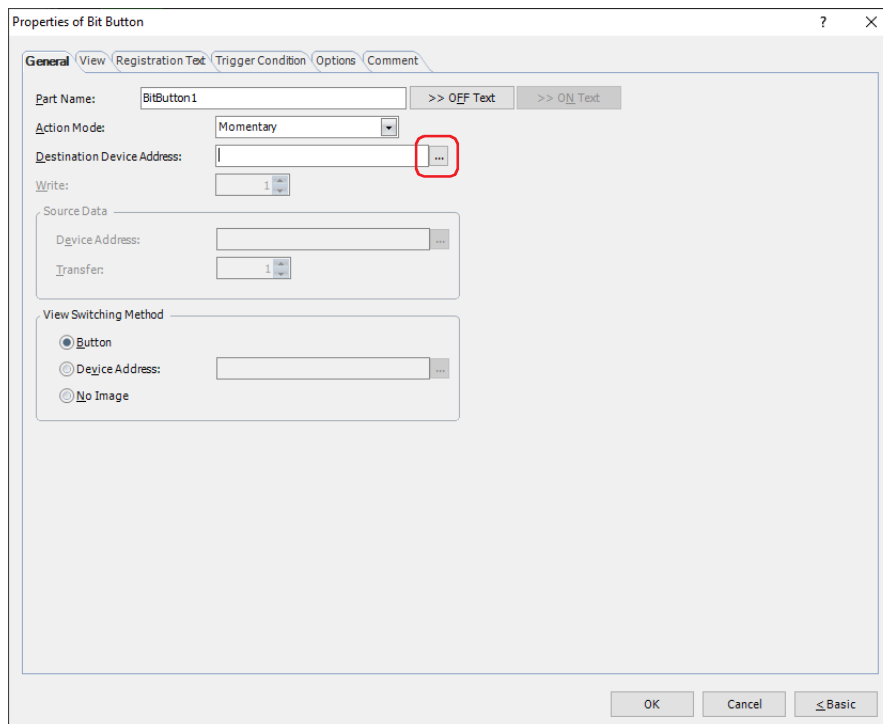 Properties of Bit Button ?
General View Registration Text Trigger Condition Options Comment
Part Name: BitButton1 >> OFF Text >> ON Text
Action Mode: Momentary
Destination Device Address: ...
Write: 1
Source Data
Device Address: ...
Transfer: 1
View Switching Method
Button
Device Address: ...
No Image
OK Cancel < Basic